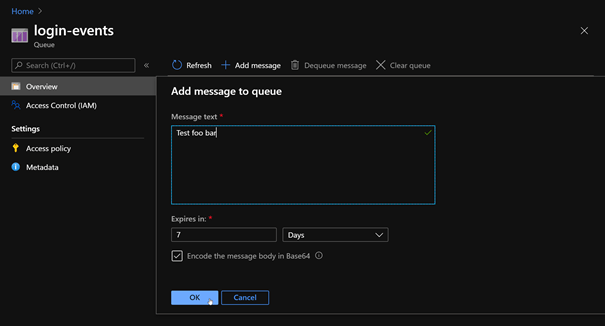 Home >
login-events
Queue
Search (Ctrl+/)
«
Refresh
Add message
Dequeue message
Clear queue
Overview
Access Control (IAM)
Settings
Access policy
Metadata
Add message to queue
Message text *
Test foo bar
Expires in: *
7
Days
Encode the message body in Base64
OK
Cancel